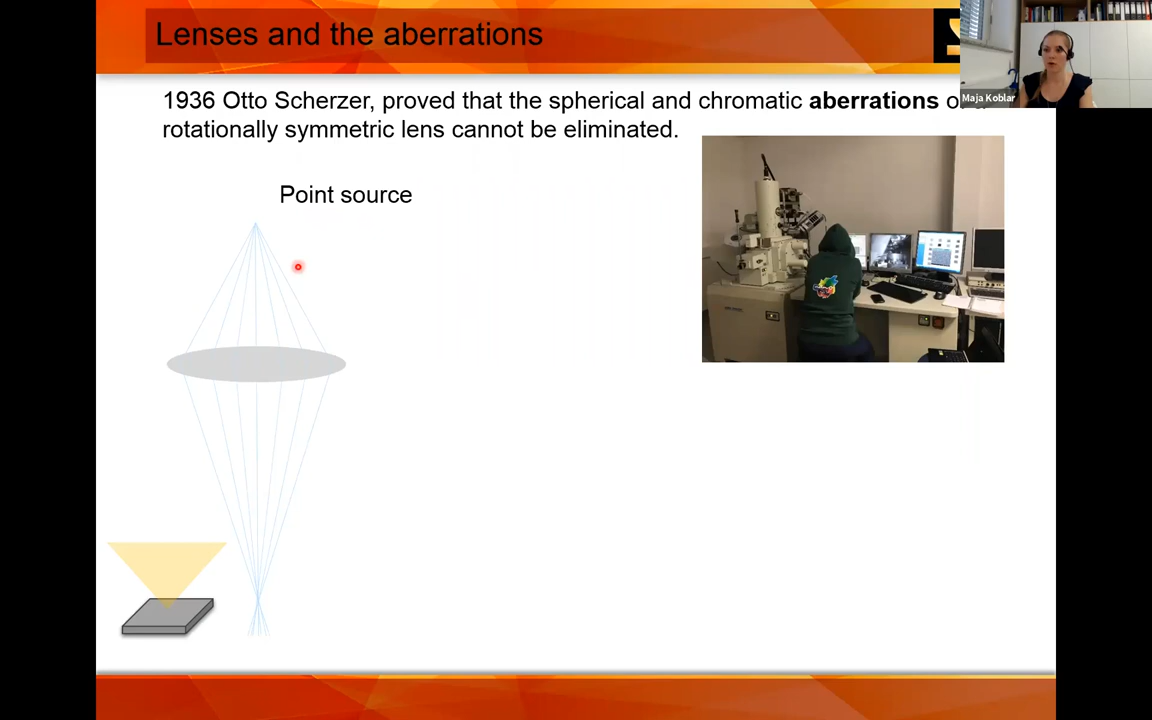 Lenses and the aberrations
Maja Koblar
1936 Otto Scherzer, proved that the spherical and chromatic aberrations
rotationally symmetric lens cannot be eliminated.
Point source